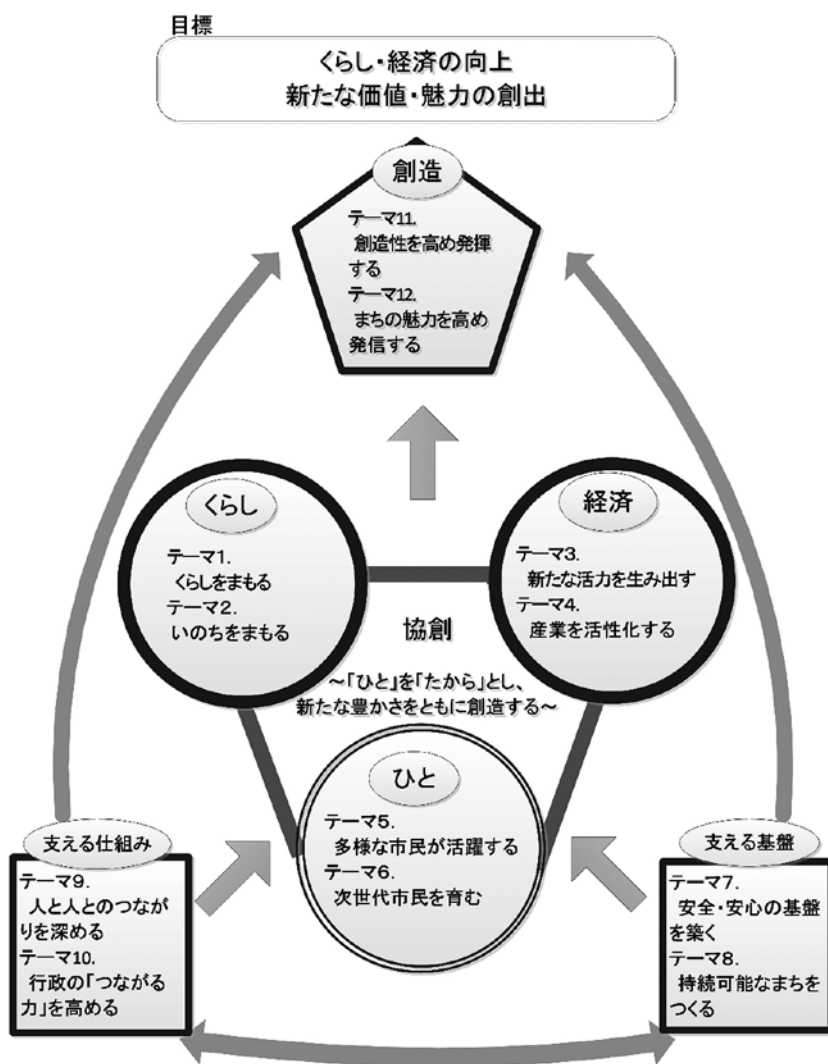 目標
くらし・経済の向上
新たな価値・魅力の創出
創造
テーマ11.
創造性を高め発揮
する
テーマ12.
まちの魅力を高め
発信する
くらし
テーマ1.
くらしをまもる
テーマ2.
いのちをまもる
経済
テーマ3.
新たな活力を生み出す
テーマ4.
産業を活性化する
協創
～「ひと」を「たから」とし、
新たな豊かさをともに創造する～
ひと
テーマ5.
多様な市民が活躍する
テーマ6.
次世代市民を育む
支える仕組み
テーマ9.
人と人とのつなが
りを深める
テーマ10.
行政の「つながる
力」を高める
支える基盤
テーマ7.
安全・安心の基盤
を築く
テーマ8.
持続可能なまちを
つくる